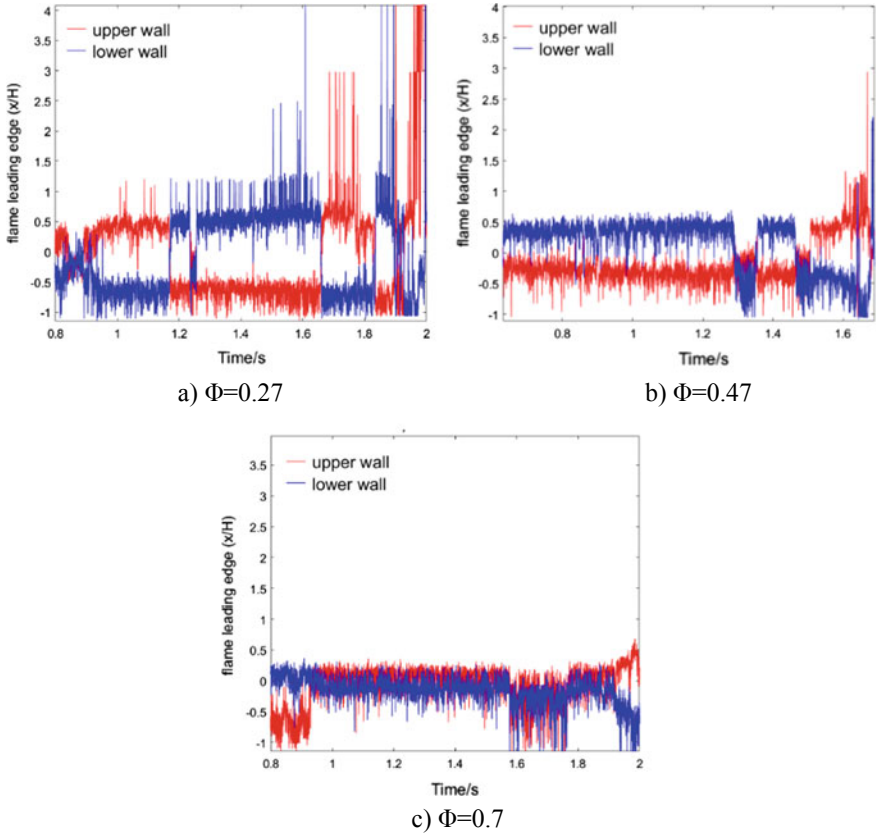 4
3.5
3
2.5
2
1.5
1
0.5
0
-0.5
-1
flame leading edge (x/H)
upper wall
lower wall
0.8 1 1.2 1.4 1.6 1.8 2
Time/s
a) Φ=0.27
4
3.5
3
2.5
2
1.5
1
0.5
0
-0.5
-1
flame leading edge (x/H)
upper wall
lower wall
0.8 1 1.2 1.4 1.6
Time/s
b) Φ=0.47
3.5
3
2.5
2
1.5
1
0.5
0
-0.5
-1
flame leading edge (x/H)
upper wall
lower wall
0.8 1 1.2 1.4 1.6 1.8 2
Time/s
c) Φ=0.7